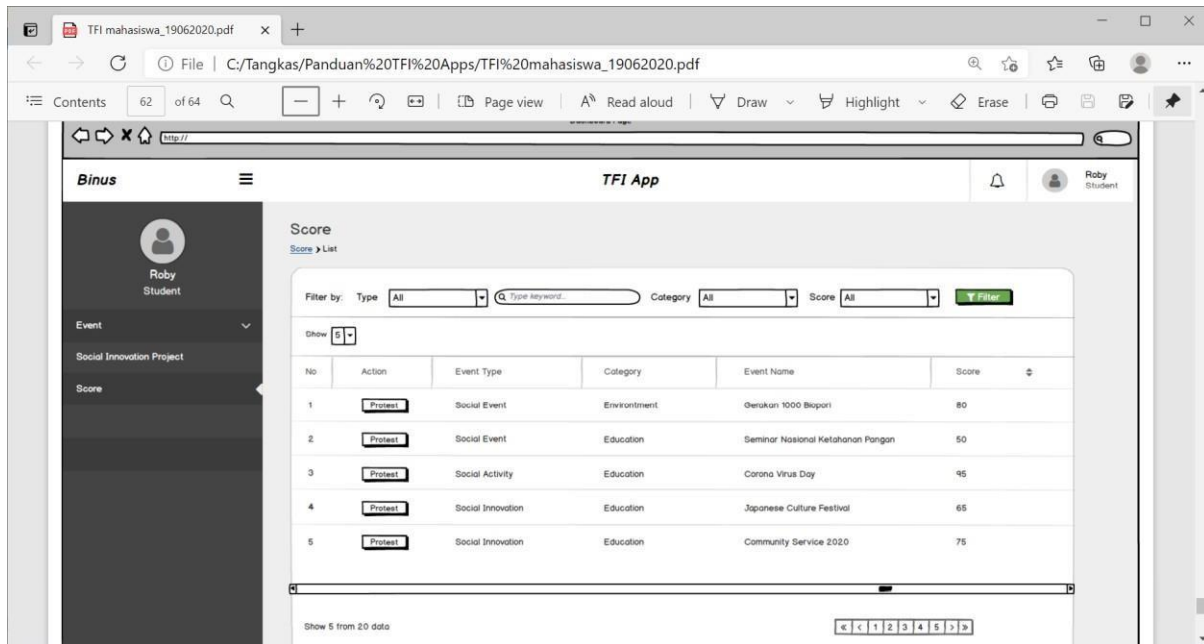 TFI mahasiswa_19062020.pdf
File | C:/Tangkas/Panduan%20TFI%20Apps/TFI%20mahasiswa_19062020.pdf
Contents 62 of 64 Page view Read aloud Draw Highlight Erase
http://
Binus TFI App Roby
Student
Roby
Student
Event
Social Innovation Project
Score
Score
Score > List
Filter by: Type All Type keyword.. Category All Score All Filter
Show 5
No Action Event Type Category Event Name Score
1 Protest Social Event Environtment Gerakan 1000 Biopori 80
2 Protest Social Event Education Seminar Nasional Ketahanan Pangan 50
3 Protest Social Activity Education Corona Virus Day 95
4 Protest Social Innovation Education Japanese Culture Festival 65
5 Protest Social Innovation Education Community Service 2020 75
Show 5 from 20 data « < 1 2 3 4 5 > »